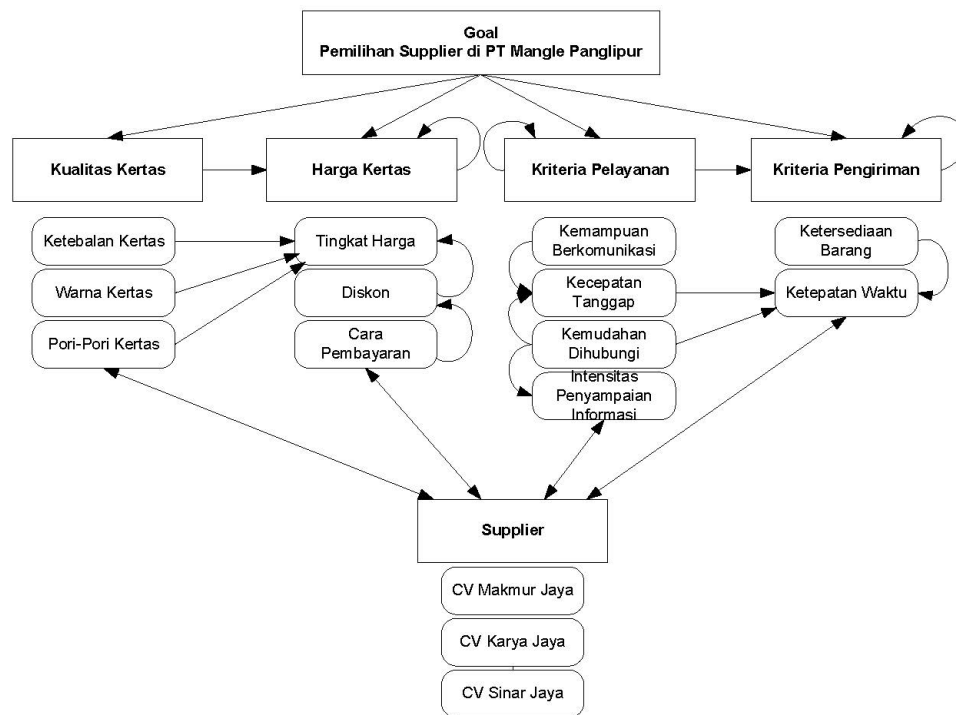 Goal
Pemilihan Supplier di PT Mangle Panglipur
Kualitas Kertas
Harga Kertas
Kriteria Pelayanan
Kriteria Pengiriman
Ketebalan Kertas
Warna Kertas
Pori-Pori Kertas
Tingkat Harga
Diskon
Cara
Pembayaran
Kemampuan
Berkomunikasi
Kecepatan
Tanggap
Kemudahan
Dihubungi
Intensitas
Penyampaian
Informasi
Ketersediaan
Barang
Ketepatan Waktu
Supplier
CV Makmur Jaya
CV Karya Jaya
CV Sinar Jaya